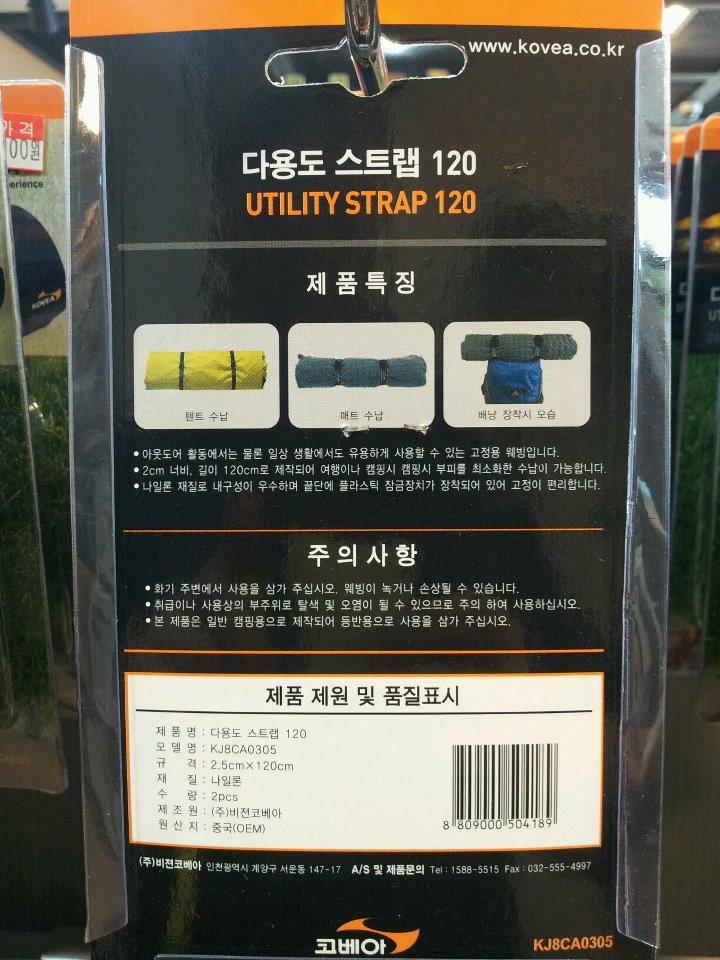 www.kovea.co.kr
가격
00원
perience
KOVEA
다용도 스트랩 120
UTILITY STRAP 120
제품특징
텐트 수납
매트 수납
배낭 장착시 모습
• 아웃도어 활동에서는 물론 일상 생활에서도 유용하게 사용할 수 있는 고정용 웨빙입니다.
• 2cm 너비, 길이 120cm로 제작되어 여행이나 캠핑시 캠핑시 부피를 최소화한 수납이 가능합니다.
• 나일론 재질로 내구성이 우수하며 끝단에 플라스틱 잠금장치가 장착되어 있어 고정이 편리합니다.
주의사항
• 화기 주변에서 사용을 삼가 주십시오. 웨빙이 녹거나 손상될 수 있습니다.
• 취급이나 사용상의 부주위로 탈색 및 오염이 될 수 있으므로 주의 하여 사용하십시오.
• 본 제품은 일반 캠핑용으로 제작되어 등반용으로 사용을 삼가 주십시오.
제품 제원 및 품질표시
제 품 명 : 다용도 스트랩 120
모 델 명 : KJ8CA0305
규 격 : 2.5cm×120cm
재 질 : 나일론
수 량 : 2pcs
제 조 원 : (주)비젼코베아
원 산 지 : 중국(OEM)
8 809000 504189
(주)비젼코베아 인천광역시 계양구 서운동 147-17 A/S 및 제품문의 Tel : 1588-5515 Fax : 032-555-4997
코베아
KJ8CA0305